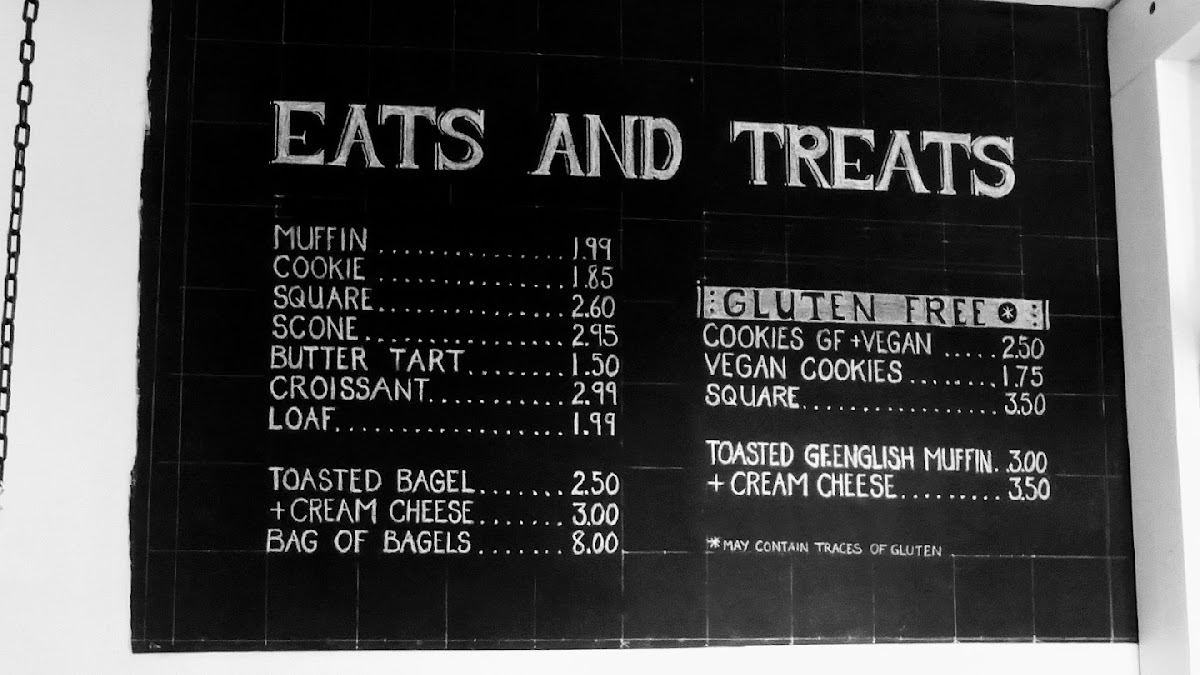 EATS AND TREATS
MUFFIN ................... 1.99
COOKIE ................... 1.85
SQUARE................... 2.60
SCONE.................... 2.95
BUTTER TART......... 1.50
CROISSANT............ 2.99
LOAF.................... 1.99
TOASTED BAGEL....... 2.50
+ CREAM CHEESE....... 3.00
BAG OF BAGELS....... 8.00
GLUTEN FREE *
COOKIES GF +VEGAN ..... 2.50
VEGAN COOKIES ........ 1.75
SQUARE................. 3.50
TOASTED G.F.ENGLISH MUFFIN. .3.00
+ CREAM CHEESE......... 3.50
*MAY CONTAIN TRACES OF GLUTEN